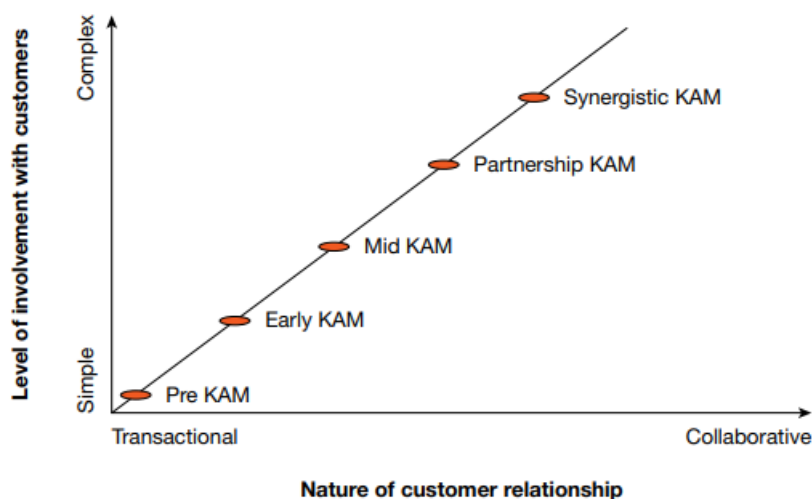 Level of involvement with customers
Complex
Simple
Synergistic KAM
Partnership KAM
Mid KAM
Early KAM
Pre KAM
Transactional
Collaborative
Nature of customer relationship